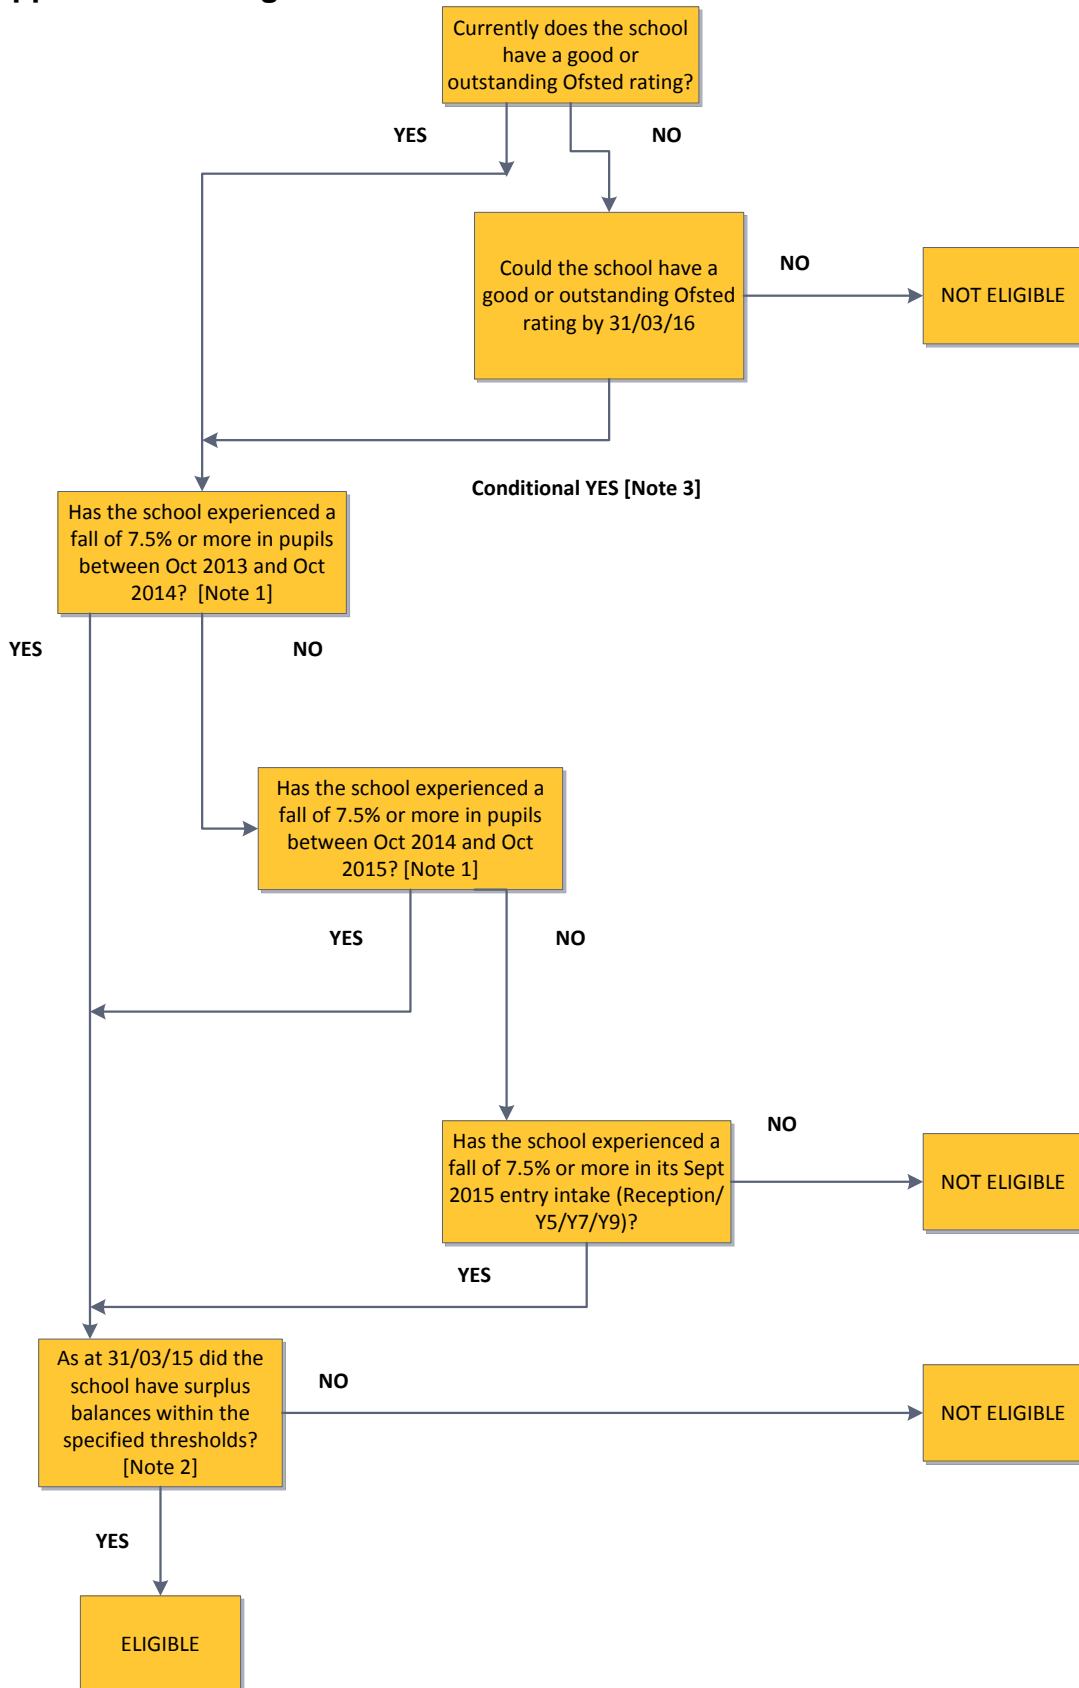 Currently does the school
have a good or
outstanding Ofsted rating?
YES
NO
Could the school have a
good or outstanding Ofsted
rating by 31/03/16
NO
NOT ELIGIBLE
Conditional YES [Note 3]
Has the school experienced a
fall of 7.5% or more in pupils
between Oct 2013 and Oct
2014?  [Note 1]
YES
NO
Has the school experienced a
fall of 7.5% or more in pupils
between Oct 2014 and Oct
2015? [Note 1]
YES
NO
Has the school experienced a
fall of 7.5% or more in its Sept
2015 entry intake (Reception/
Y5/Y7/Y9)?
NO
NOT ELIGIBLE
YES
As at 31/03/15 did the
school have surplus
balances within the
specified thresholds?
[Note 2]
NO
NOT ELIGIBLE
YES
ELIGIBLE